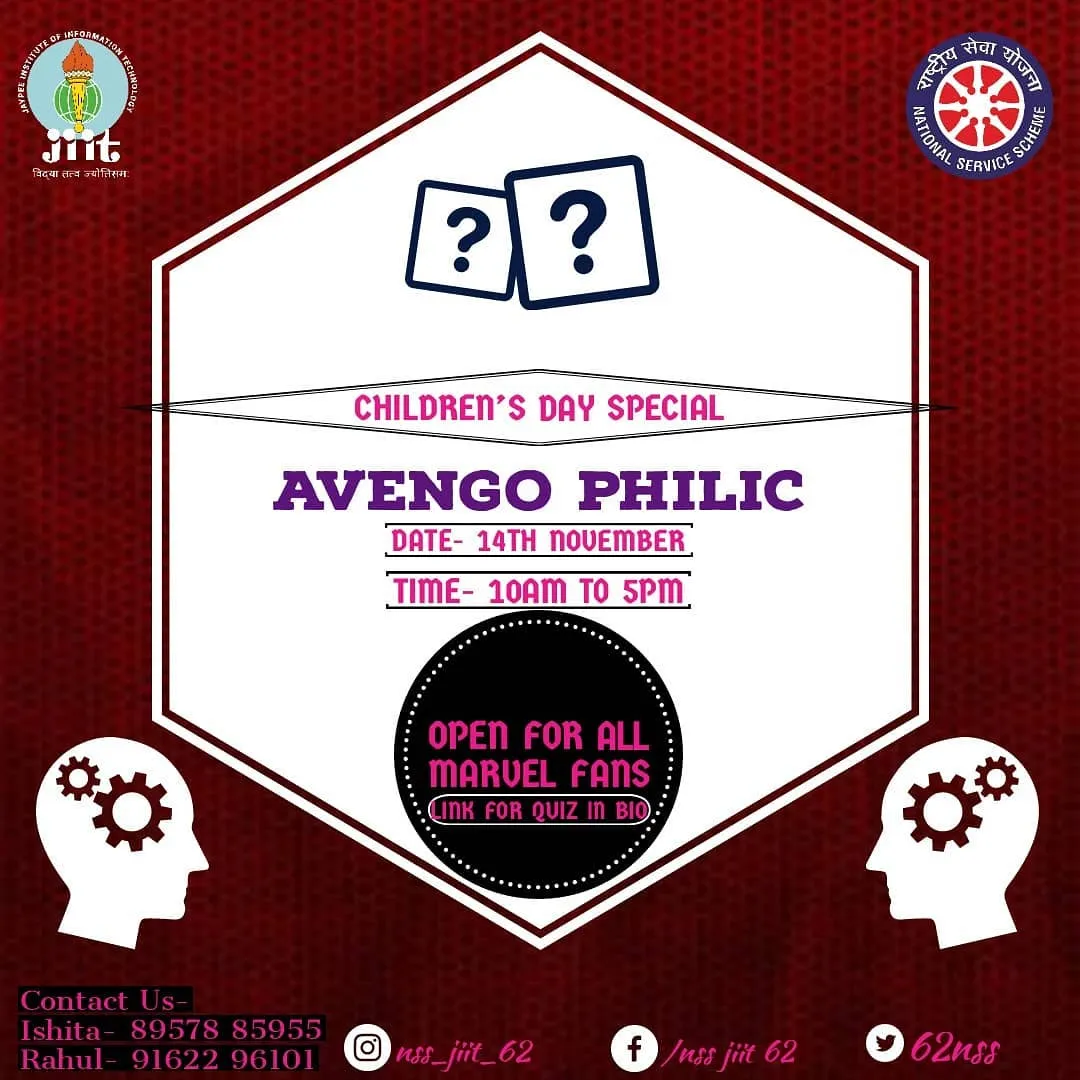 JAYPEE INSTITUTE OF INFORMATION TECHNOLOGY
jiit
विद्या तत्व ज्योतिसमः
राष्ट्रीय सेवा योजना
NATIONAL SERVICE SCHEME
? ?
CHILDREN'S DAY SPECIAL
AVENGO PHILIC
DATE- 14TH NOVEMBER
TIME- 10AM TO 5PM
OPEN FOR ALL
MARVEL FANS
LINK FOR QUIZ IN BIO
Contact Us-
Ishita- 89578 85955
Rahul- 91622 96101
nss_jiit_62
/nss jiit 62
62nss